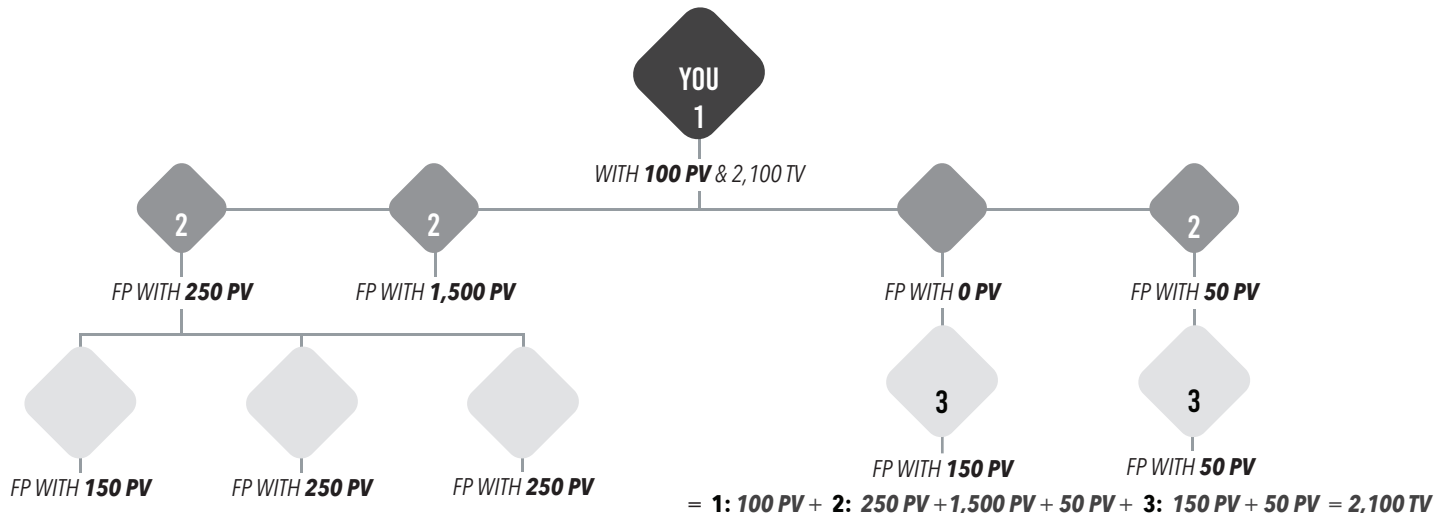 YOU
1
WITH 100 PV & 2,100 TV
2
2
2
FP WITH 250 PV
FP WITH 1,500 PV
FP WITH 0 PV
FP WITH 50 PV
3
3
FP WITH 150 PV
FP WITH 250 PV
FP WITH 250 PV
FP WITH 150 PV
FP WITH 50 PV
= 1: 100 PV + 2: 250 PV +1,500 PV + 50 PV + 3: 150 PV + 50 PV = 2,100 TV